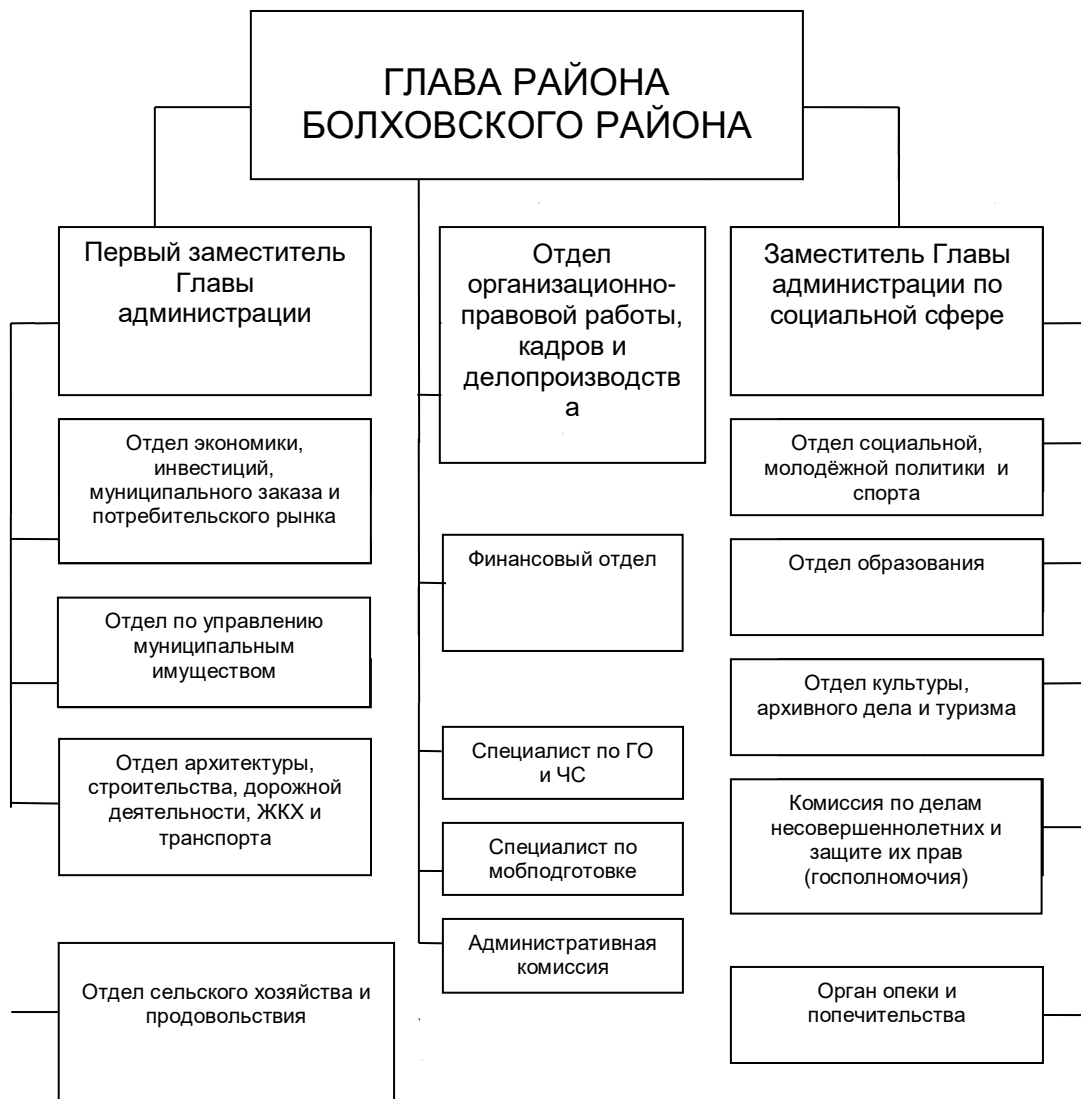 ГЛАВА РАЙОНА
БОЛХОВСКОГО РАЙОНА
Первый заместитель
Главы
администрации
Отдел экономики,
инвестиций,
муниципального заказа и
потребительского рынка
Отдел по управлению
муниципальным
имуществом
Отдел архитектуры,
строительства, дорожной
деятельности, ЖКХ и
транспорта
Отдел сельского хозяйства и
продовольствия
Отдел
организационно-
правовой работы,
кадров и
делопроизводств
а
Финансовый отдел
Специалист по ГО
и ЧС
Специалист по
мобподготовке
Административная
комиссия
Заместитель Главы
администрации по
социальной сфере
Отдел социальной,
молодёжной политики и
спорта
Отдел образования
Отдел культуры,
архивного дела и туризма
Комиссия по делам
несовершеннолетних и
защите их прав
(госполномочия)
Орган опеки и
попечительства